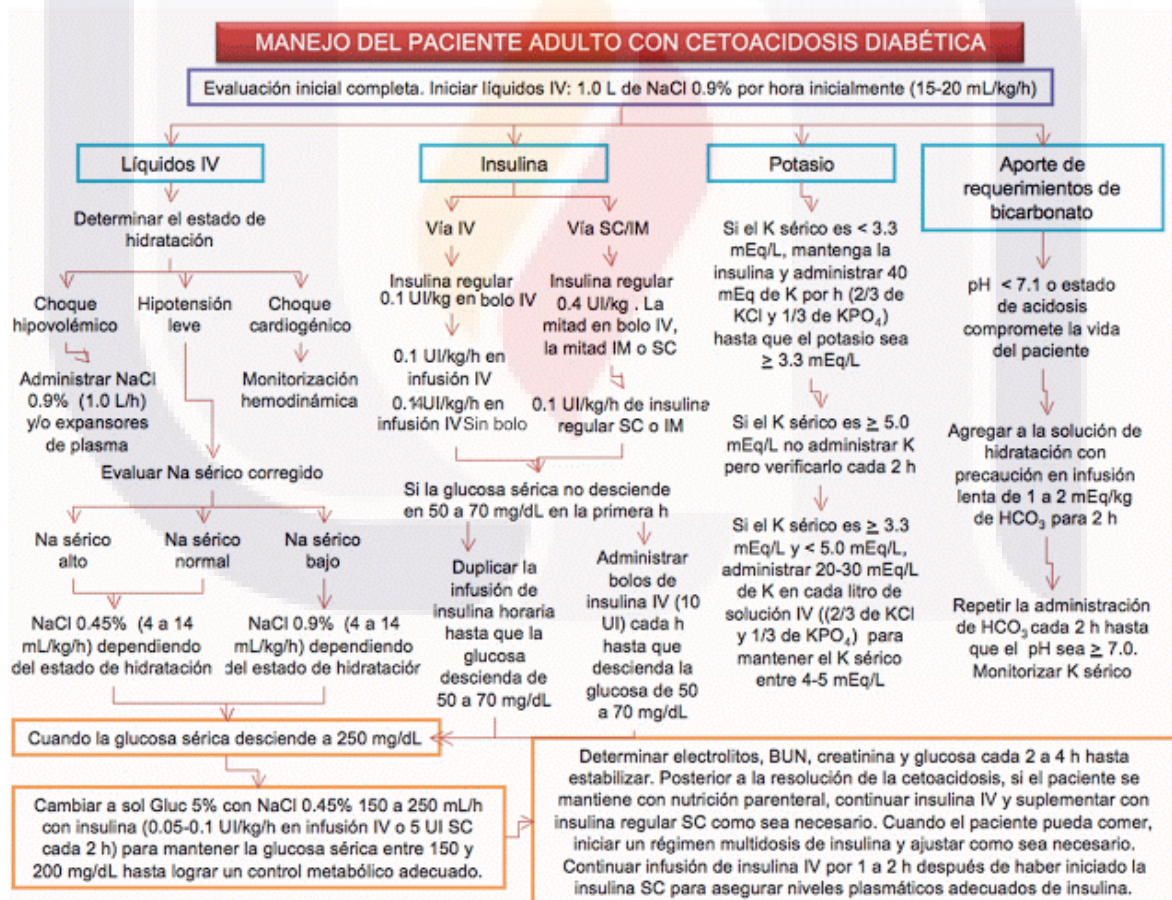 MANEJO DEL PACIENTE ADULTO CON CETOACIDOSIS DIABÉTICA
Evaluación inicial completa. Iniciar líquidos IV: 1.0 L de NaCl 0.9% por hora inicialmente (15-20 mL/kg/h)
Líquidos IV
Determinar el estado de
hidratación
Choque
hipovolémico
Hipotensión
leve
Choque
cardiogénico
Administrar NaCl
0.9% (1.0 L/h)
y/o expansores
de plasma
Monitorización
hemodinámica
Evaluar Na sérico corregido
Na sérico
alto
Na sérico
normal
Na sérico
bajo
NaCl 0.45% (4 a 14
mL/kg/h) dependiendo
del estado de hidratación
NaCl 0.9% (4 a 14
mL/kg/h) dependiendo
del estado de hidratación
Insulina
Vía IV
Insulina regular
0.1 UI/kg en bolo IV
0.1 UI/kg/h en
infusión IV
0.14UI/kg/h en
infusión IV Sin bolo
Vía SC/IM
Insulina regular
0.4 UI/kg . La
mitad en bolo IV,
la mitad IM o SC
0.1 UI/kg/h de insulina
regular SC o IM
Si la glucosa sérica no desciende
en 50 a 70 mg/dL en la primera h
Duplicar la
infusión de
insulina horaria
hasta que la
glucosa
descienda de
50 a 70 mg/dL
Administrar
bolos de
insulina IV (10
UI) cada h
hasta que
descienda la
glucosa de 50
a 70 mg/dL
Potasio
Si el K sérico es < 3.3
mEq/L, mantenga la
insulina y administrar 40
mEq de K por h (2/3 de
KCl y 1/3 de KPO4)
hasta que el potasio sea
≥ 3.3 mEq/L
Si el K sérico es ≥ 5.0
mEq/L no administrar K
pero verificarlo cada 2 h
Si el K sérico es ≥ 3.3
mEq/L y < 5.0 mEq/L,
administrar 20-30 mEq/L
de K en cada litro de
solución IV ((2/3 de KCl
y 1/3 de KPO4) para
mantener el K sérico
entre 4-5 mEq/L
Aporte de
requerimientos de
bicarbonato
pH < 7.1 o estado
de acidosis
compromete la vida
del paciente
Agregar a la solución de
hidratación con
precaución en infusión
lenta de 1 a 2 mEq/kg
de HCO3 para 2 h
Repetir la administración
de HCO3 cada 2 h hasta
que el pH sea ≥ 7.0.
Monitorizar K sérico
Cuando la glucosa sérica desciende a 250 mg/dL
Cambiar a sol Gluc 5% con NaCl 0.45% 150 a 250 mL/h
con insulina (0.05-0.1 UI/kg/h en infusión IV o 5 UI SC
cada 2 h) para mantener la glucosa sérica entre 150 y
200 mg/dL hasta lograr un control metabólico adecuado.
Determinar electrolitos, BUN, creatinina y glucosa cada 2 a 4 h hasta
estabilizar. Posterior a la resolución de la cetoacidosis, si el paciente se
mantiene con nutrición parenteral, continuar insulina IV y suplementar con
insulina regular SC como sea necesario. Cuando el paciente pueda comer,
iniciar un régimen multidosis de insulina y ajustar como sea necesario.
Continuar infusión de insulina IV por 1 a 2 h después de haber iniciado la
insulina SC para asegurar niveles plasmáticos adecuados de insulina.